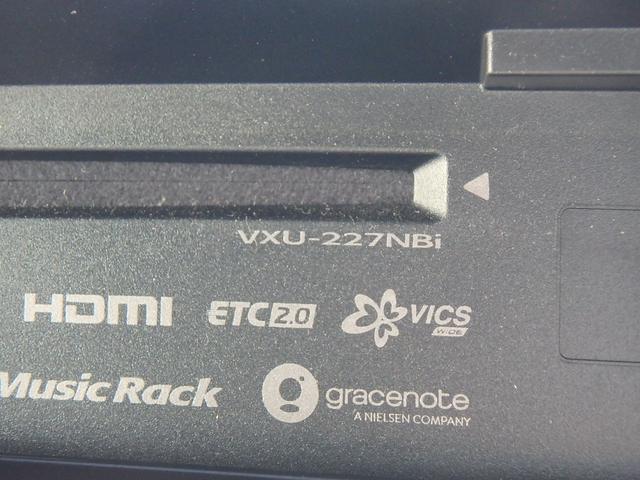 VXU-227NBi
HDMI ETC2.0 VICS
WIDE
Music Rack gracenote
A NIELSEN COMPANY